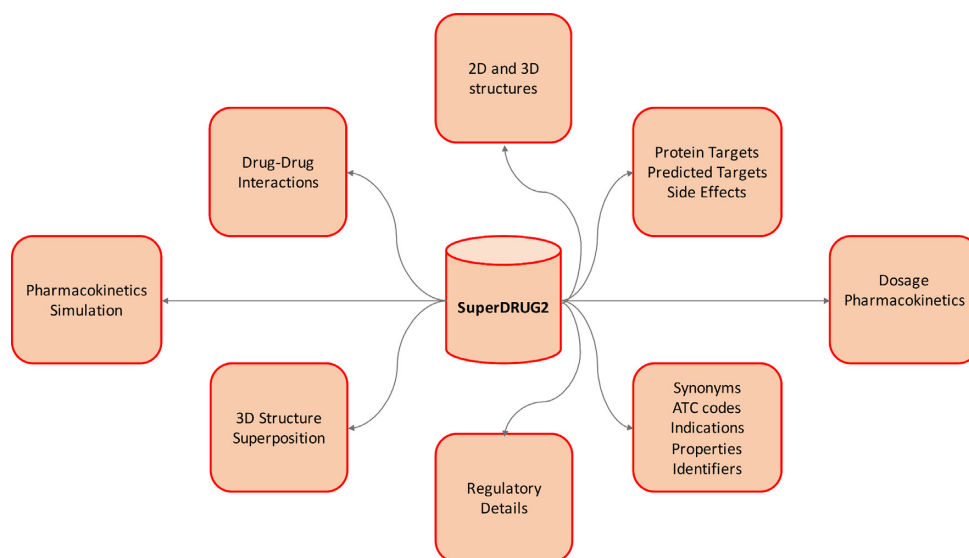 2D and 3D
structures
Drug-Drug
Interactions
Protein Targets
Predicted Targets
Side Effects
Pharmacokinetics
Simulation
SuperDRUG2
Dosage
Pharmacokinetics
3D Structure
Superposition
Synonyms
ATC codes
Indications
Properties
Identifiers
Regulatory
Details